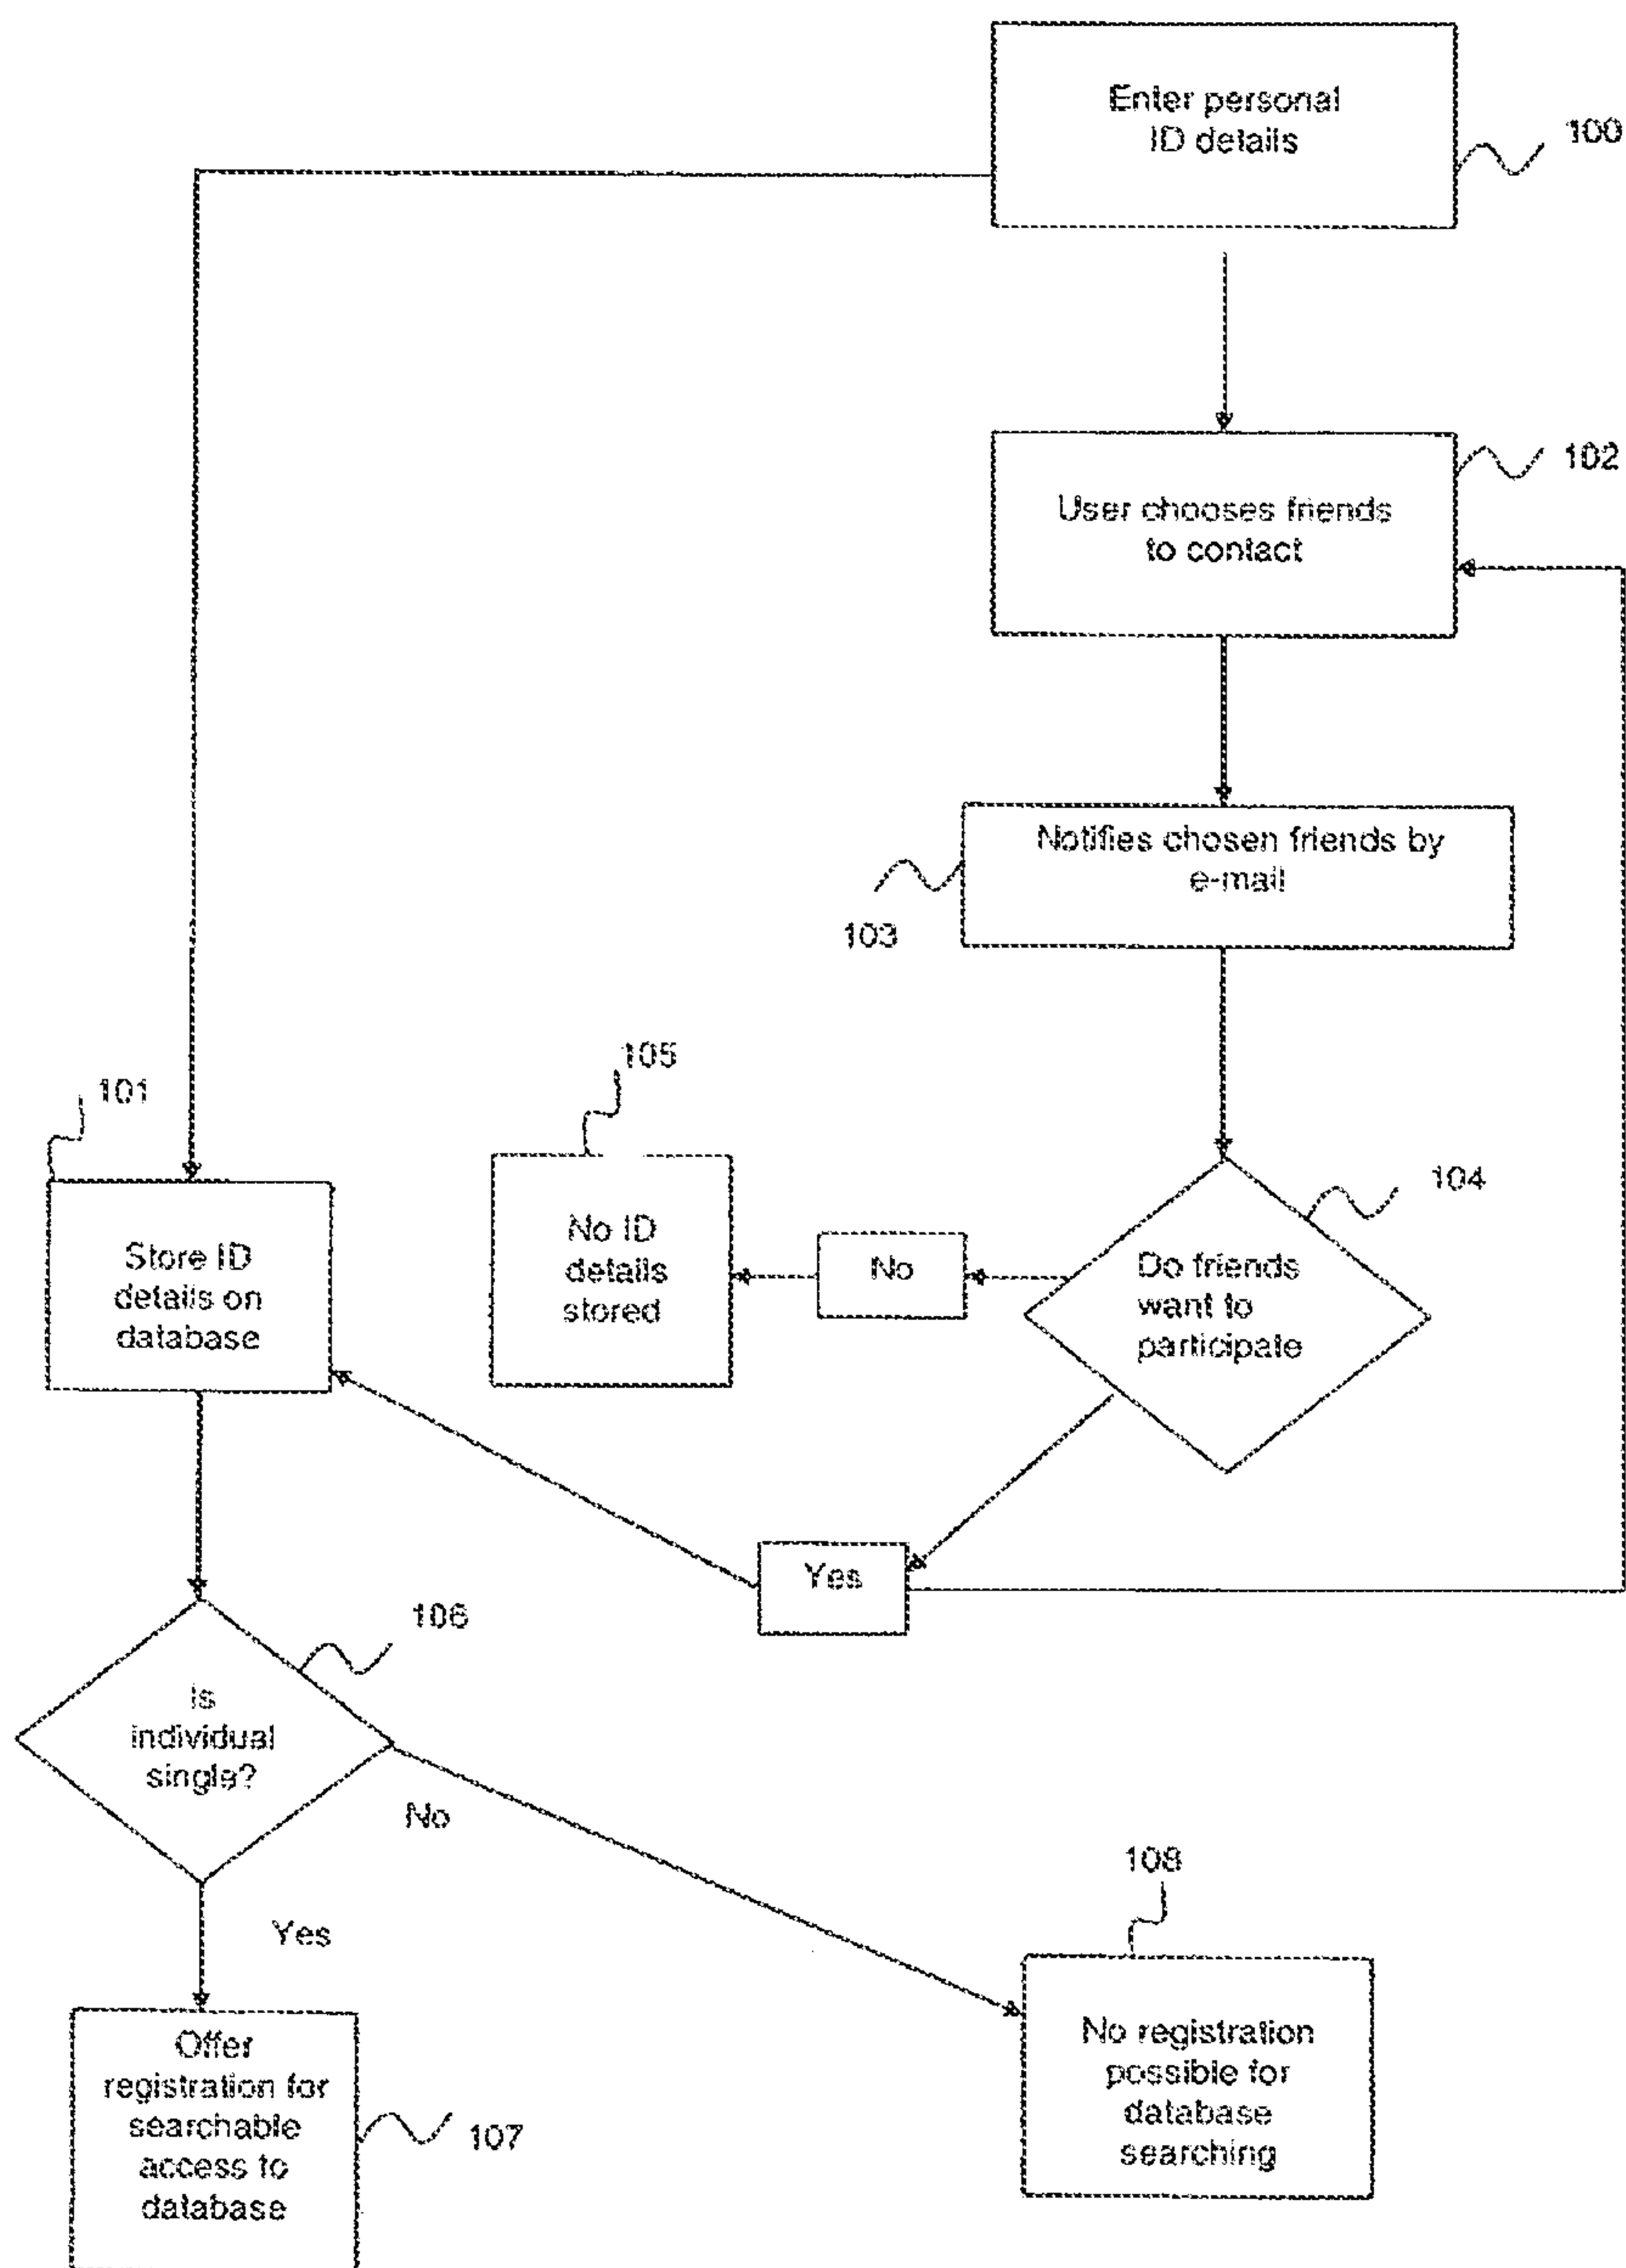 Enter personal
ID details
100
102
User chooses friends
to contact
Notifies chosen friends by
e-mail
103
105
101
104
No ID
details
stored
No
Do friends
want to
participate
Store ID
details on
database
Yes
106
Is
individual
single?
No
108
Yes
No registration
possible for
database
searching
Offer
registration for
searchable
access to
database
107